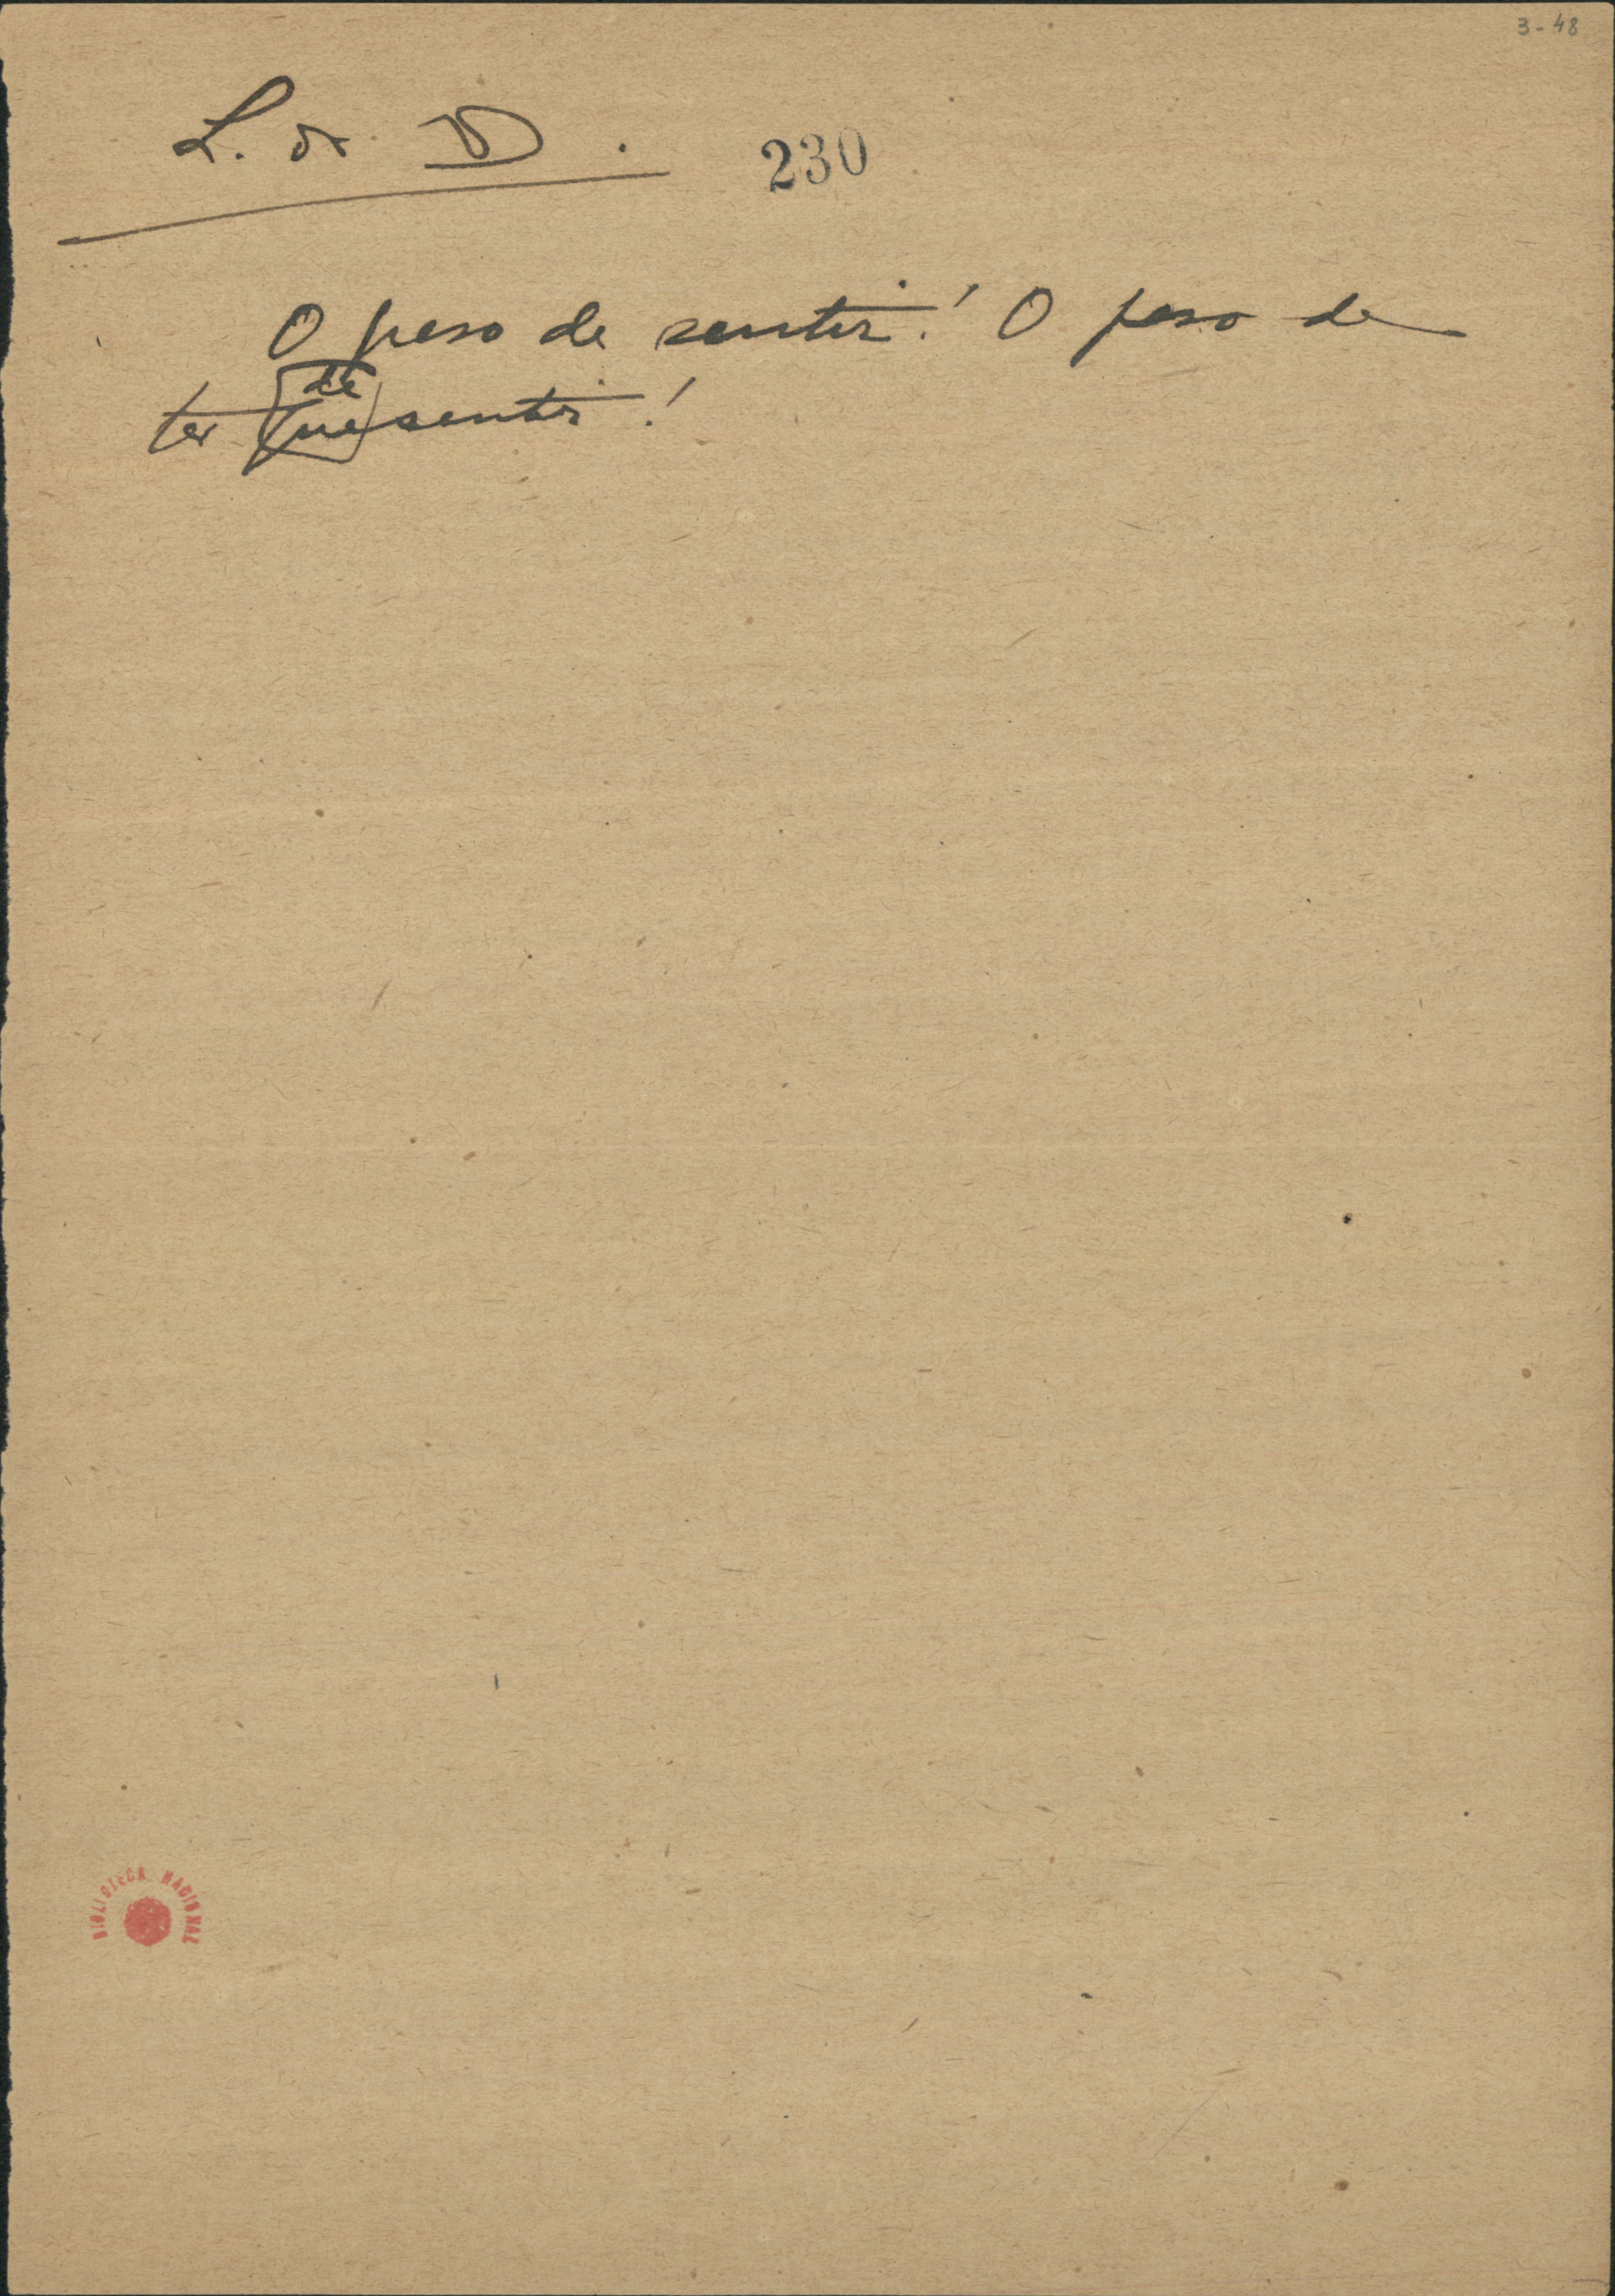 3-48
L. do D.
230
O peso de sentir! O peso de
de
ter que sentir!
BIBLIOTECA NACIONAL